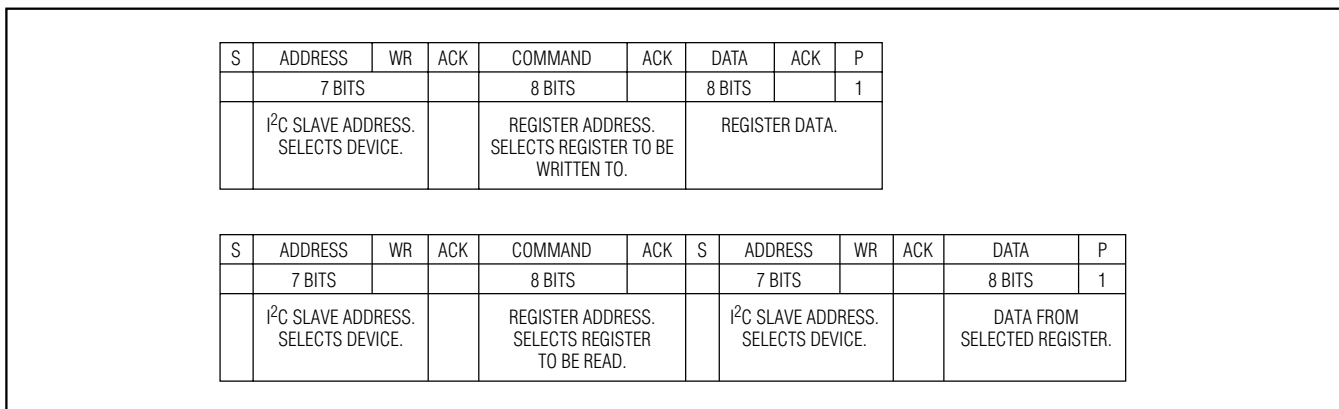 S ADDRESS WR ACK COMMAND ACK DATA ACK P
7 BITS 8 BITS 8 BITS 1
I2C SLAVE ADDRESS. REGISTER ADDRESS. REGISTER DATA.
SELECTS DEVICE. SELECTS REGISTER TO BE
WRITTEN TO.
S ADDRESS WR ACK COMMAND ACK S ADDRESS WR ACK DATA P
7 BITS 8 BITS 7 BITS 8 BITS 1
I2C SLAVE ADDRESS. REGISTER ADDRESS. I2C SLAVE ADDRESS. DATA FROM
SELECTS DEVICE. SELECTS REGISTER SELECTS DEVICE. SELECTED REGISTER.
TO BE READ.